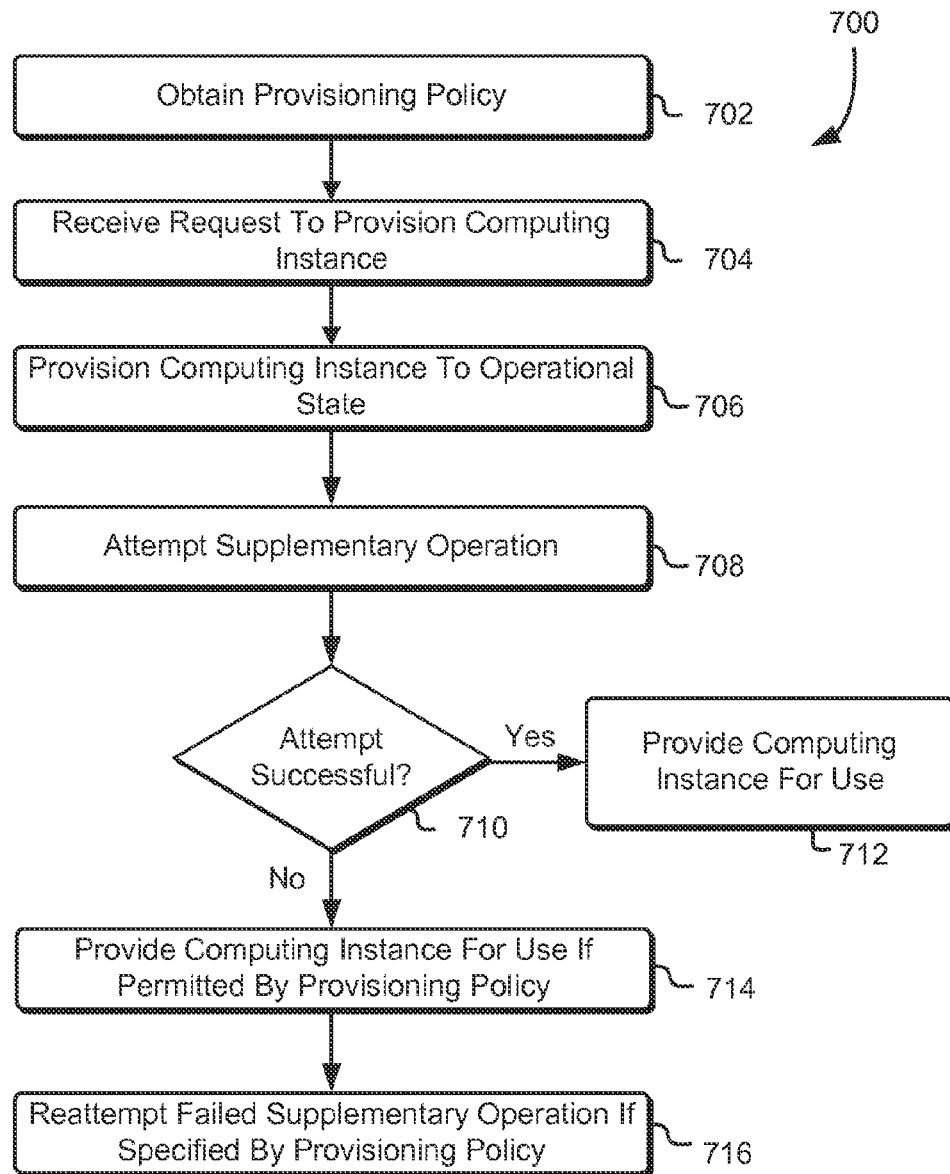 700
Obtain Provisioning Policy
702
Receive Request To Provision Computing
Instance
704
Provision Computing Instance To Operational
State
706
Attempt Supplementary Operation
708
Attempt
Successful?
710
Yes
Provide Computing
Instance For Use
712
No
Provide Computing Instance For Use If
Permitted By Provisioning Policy
714
Reattempt Failed Supplementary Operation If
Specified By Provisioning Policy
716